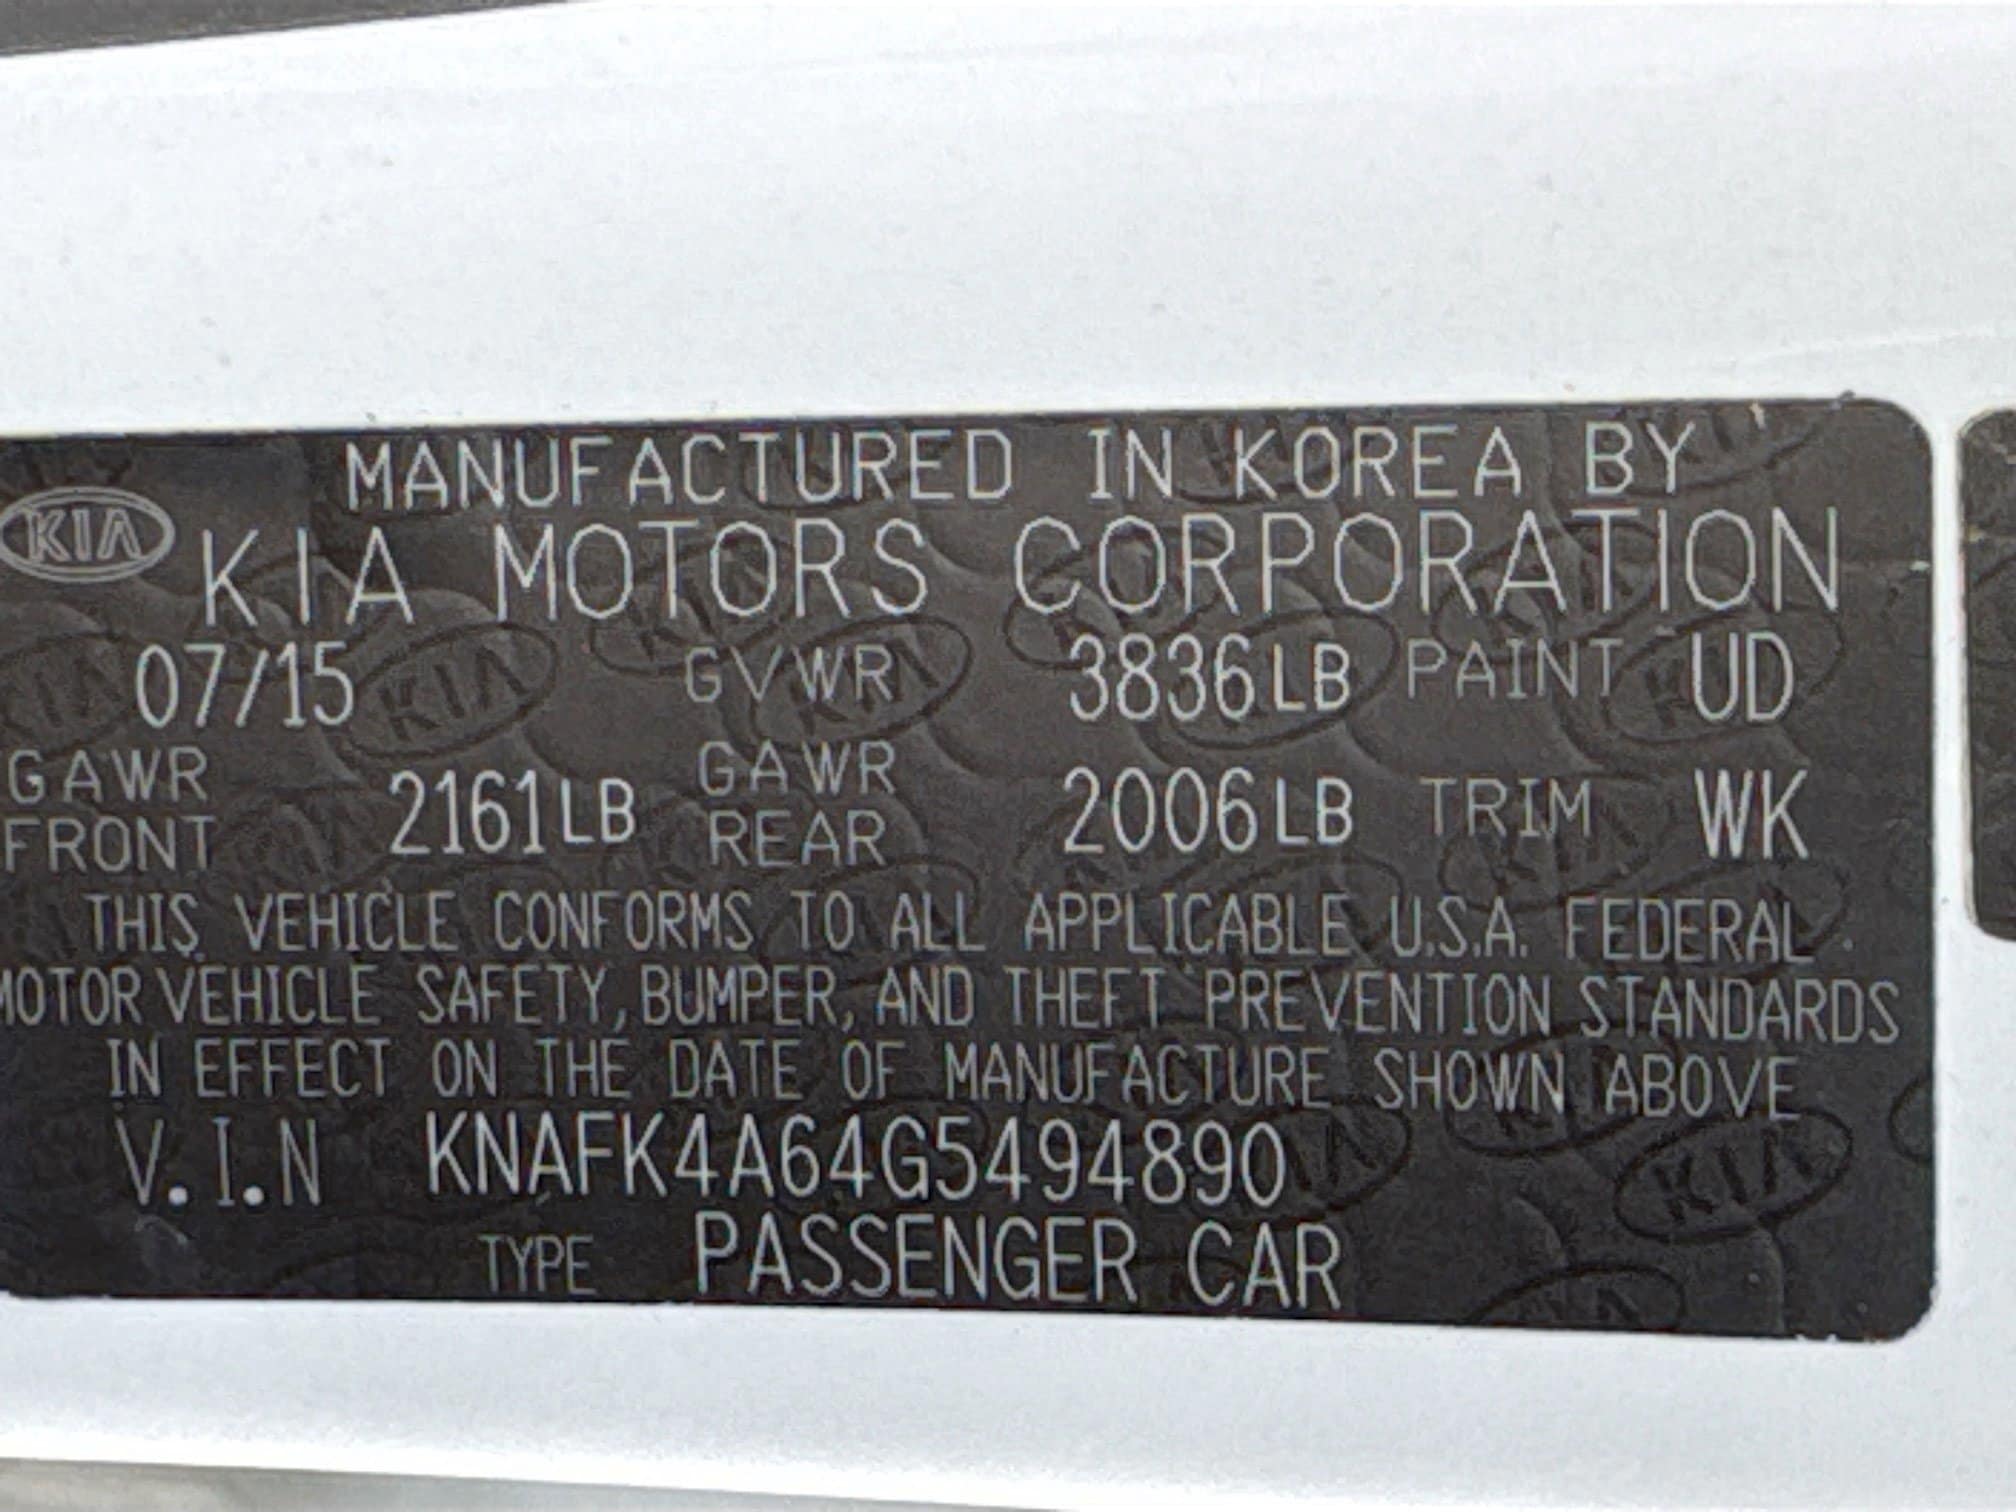 MANUFACTURED IN KOREA BY
KIA KIA MOTORS CORPORATION
07/15 GVWR 3836LB PAINT UD
GAWR FRONT 2161LB GAWR REAR 2006LB TRIM WK
THIS VEHICLE CONFORMS TO ALL APPLICABLE U.S.A. FEDERAL
MOTOR VEHICLE SAFETY, BUMPER, AND THEFT PREVENTION STANDARDS
IN EFFECT ON THE DATE OF MANUFACTURE SHOWN ABOVE
V.I.N KNAFK4A64G5494890
TYPE PASSENGER CAR